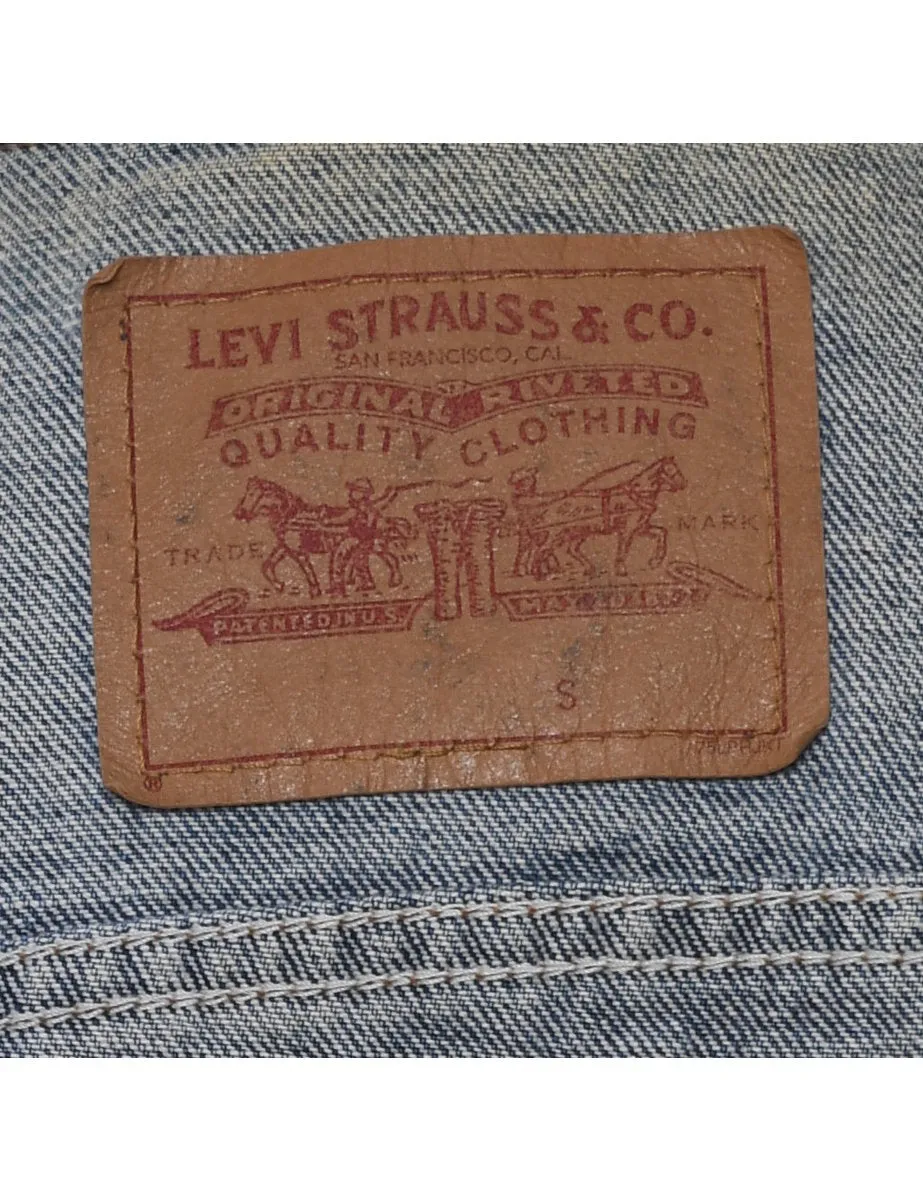 LEVI STRAUSS & CO.
SAN FRANCISCO, CAL.
ORIGINAL RIVETED
QUALITY CLOTHING
TRADE MARK
PATENTED IN U.S.
S
®